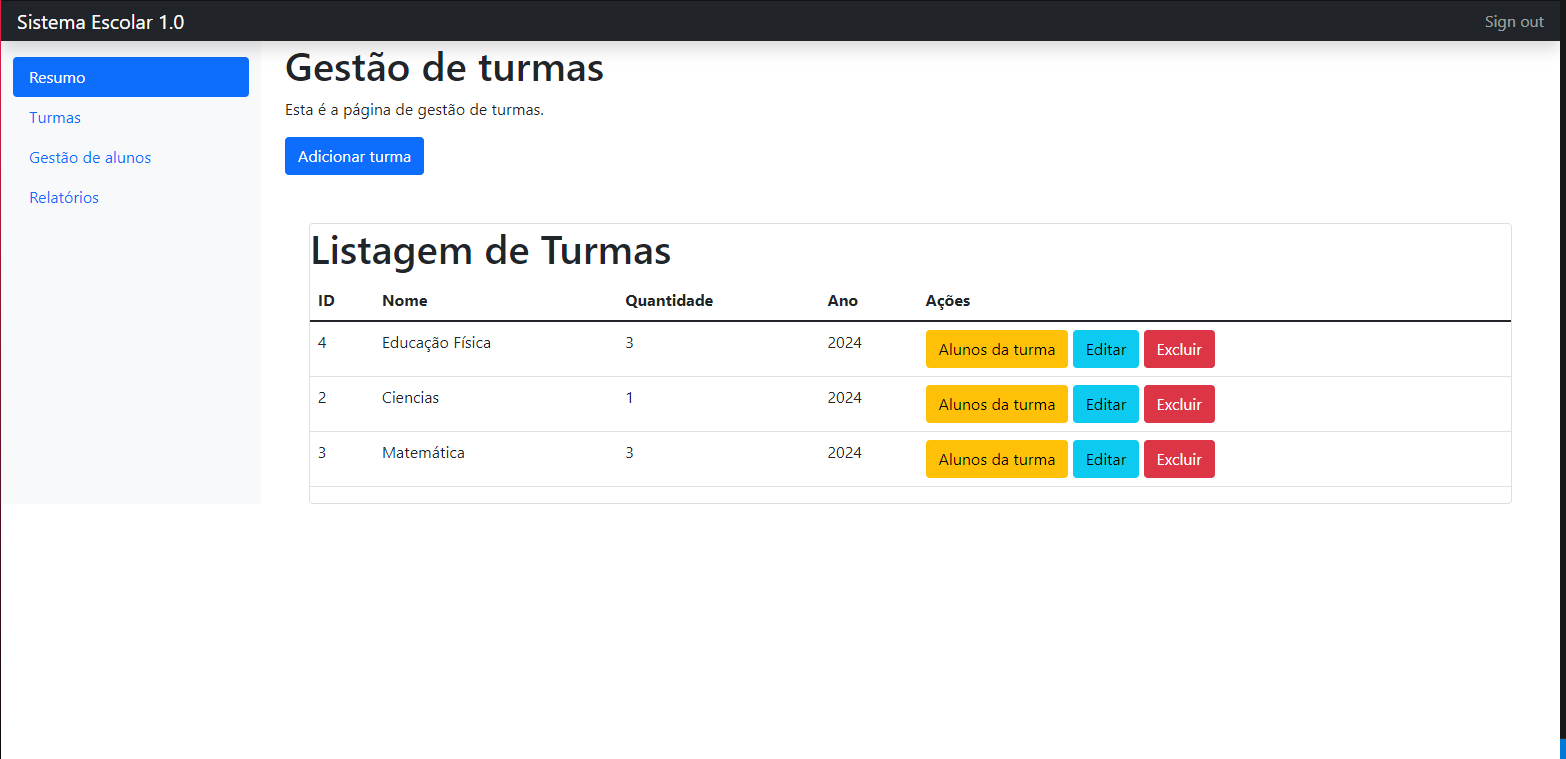 Sistema Escolar 1.0 Sign out
Resumo
Turmas
Gestão de alunos
Relatórios
Gestão de turmas
Esta é a página de gestão de turmas.
Adicionar turma
Listagem de Turmas
ID Nome Quantidade Ano Ações
4 Educação Física 3 2024 Alunos da turma Editar Excluir
2 Ciencias 1 2024 Alunos da turma Editar Excluir
3 Matemática 3 2024 Alunos da turma Editar Excluir